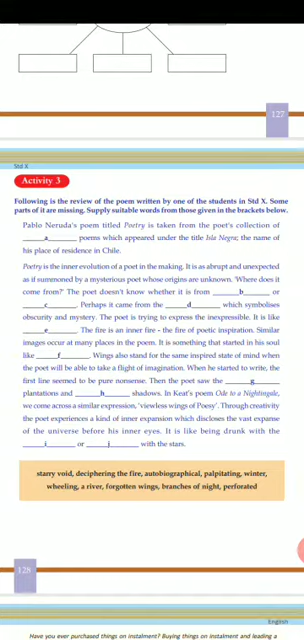 127
Std X
Activity 3
Following is the review of the poem written by one of the students in Std X. Some
parts of it are missing. Supply suitable words from those given in the brackets below.
Pablo Neruda's poem titled Poetry is taken from the poet's collection of
______a________ poems which appeared under the title Isla Negra, the name of
his place of residence in Chile.
Poetry is the inner evolution of a poet in the making. It is as abrupt and unexpected
as if summoned by a mysterious poet whose origins are unknown. 'Where does it
come from?' The poet doesn't know whether it is from ________b________ or
______c________. Perhaps it came from the ______d________ which symbolises
obscurity and mystery. The poet is trying to express the inexpressible. It is like
______e________. The fire is an inner fire - the fire of poetic inspiration. Similar
images occur at many places in the poem. It is something that started in his soul
like ______f________. Wings also stand for the same inspired state of mind when
the poet will be able to take a flight of imagination. When he started to write, the
first line seemed to be pure nonsense. Then the poet saw the ________g________
plantations and ______h________ shadows. In Keat's poem Ode to a Nightingale,
we come across a similar expression, 'viewless wings of Poesy'. Through creativity
the poet experiences a kind of inner expansion which discloses the vast expanse
of the universe before his inner eyes. It is like being drunk with the
______i________ or ______j________ with the stars.
starry void, deciphering the fire, autobiographical, palpitating, winter,
wheeling, a river, forgotten wings, branches of night, perforated
128
English
Have you ever purchased things on instalment? Buying things on instalment and leading a